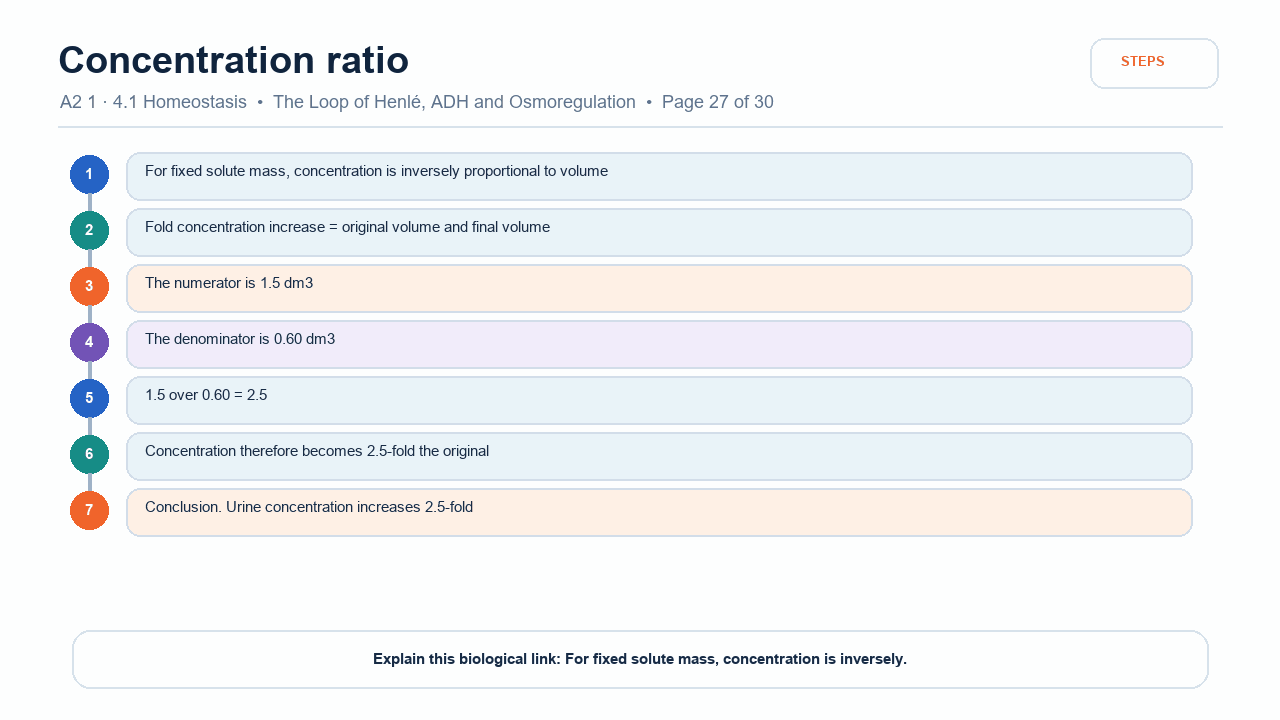 Concentration ratio
STEPS
A2 1 · 4.1 Homeostasis • The Loop of Henlé, ADH and Osmoregulation • Page 27 of 30
1 For fixed solute mass, concentration is inversely proportional to volume
2 Fold concentration increase = original volume and final volume
3 The numerator is 1.5 dm3
4 The denominator is 0.60 dm3
5 1.5 over 0.60 = 2.5
6 Concentration therefore becomes 2.5-fold the original
7 Conclusion. Urine concentration increases 2.5-fold
Explain this biological link: For fixed solute mass, concentration is inversely.